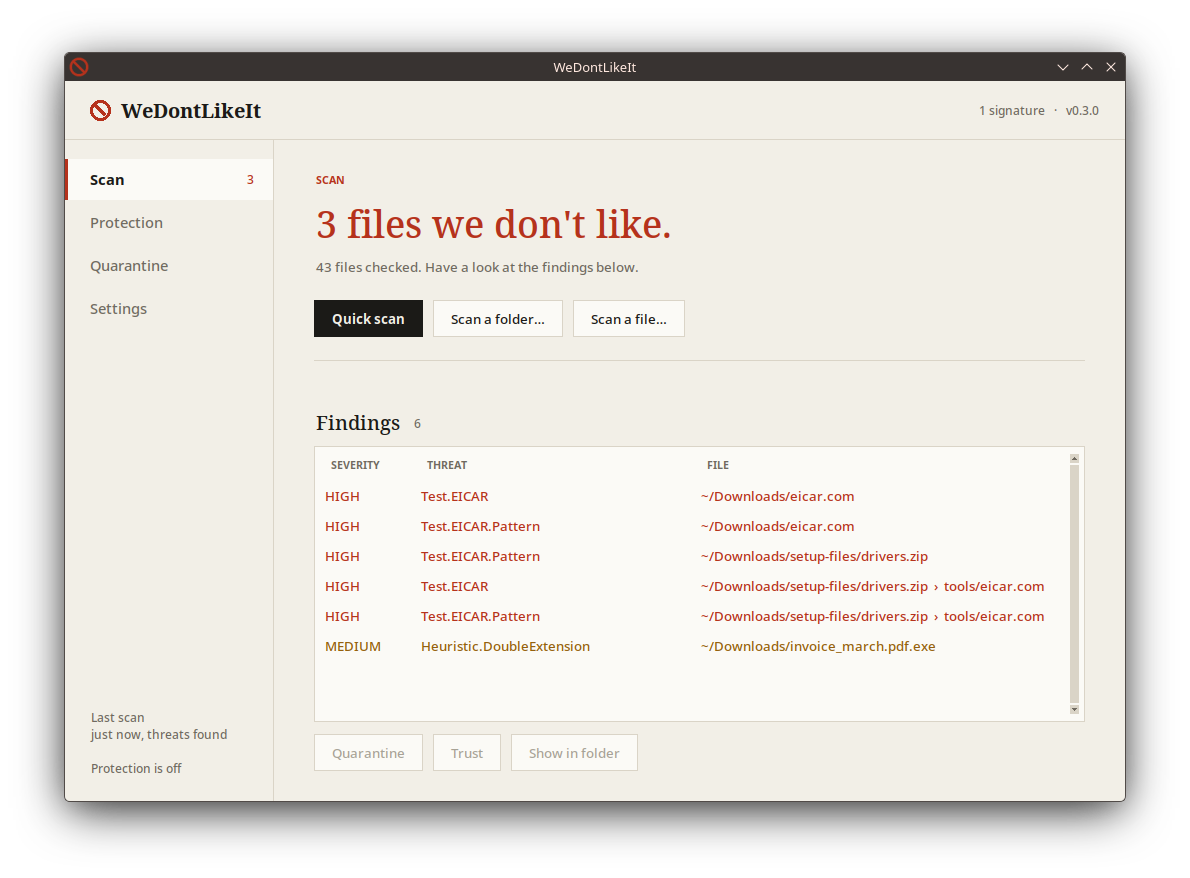 WeDontLikeIt
WeDontLikeIt
1 signature · v0.3.0
Scan 3
Protection
Quarantine
Settings
Last scan
just now, threats found
Protection is off
SCAN
3 files we don't like.
43 files checked. Have a look at the findings below.
Quick scan Scan a folder... Scan a file...
Findings 6
SEVERITY THREAT FILE
HIGH Test.EICAR ~/Downloads/eicar.com
HIGH Test.EICAR.Pattern ~/Downloads/eicar.com
HIGH Test.EICAR.Pattern ~/Downloads/setup-files/drivers.zip
HIGH Test.EICAR ~/Downloads/setup-files/drivers.zip › tools/eicar.com
HIGH Test.EICAR.Pattern ~/Downloads/setup-files/drivers.zip › tools/eicar.com
MEDIUM Heuristic.DoubleExtension ~/Downloads/invoice_march.pdf.exe
Quarantine Trust Show in folder